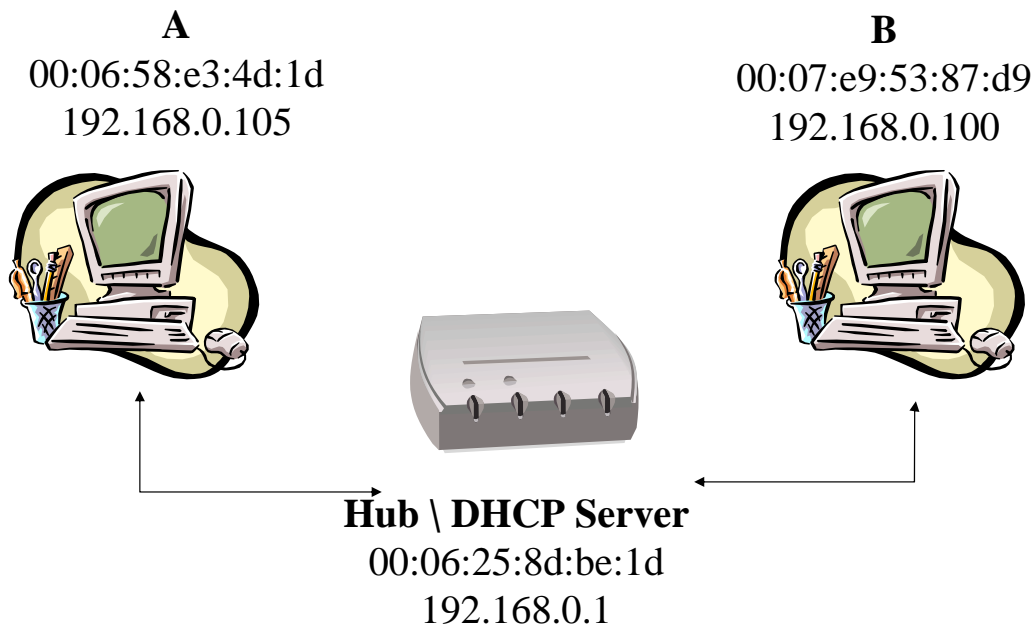 A
00:06:58:e3:4d:1d
192.168.0.105
B
00:07:e9:53:87:d9
192.168.0.100
Hub \ DHCP Server
00:06:25:8d:be:1d
192.168.0.1